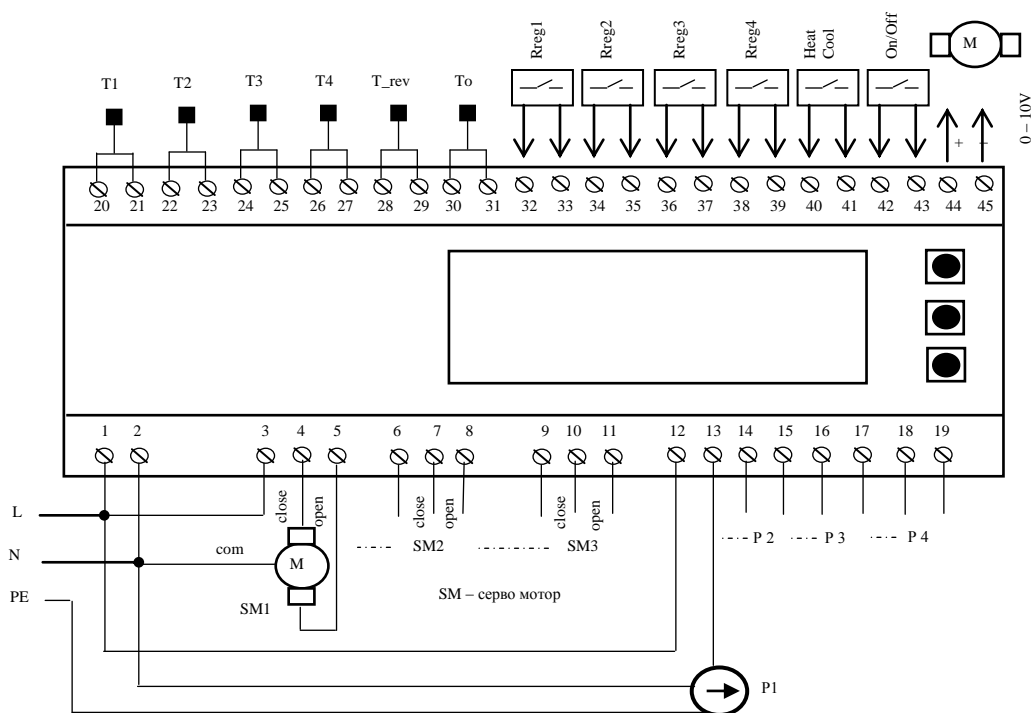 Rreg1
Rreg2
Rreg3
Rreg4
Heat
Cool
On/Off
M
T1
T2
T3
T4
T_rev
To
+
-
0 – 10V
20 21 22 23 24 25 26 27 28 29 30 31 32 33 34 35 36 37 38 39 40 41 42 43 44 45
1 2 3 4 5 6 7 8 9 10 11 12 13 14 15 16 17 18 19
L
close
open
close
open
close
open
SM2
SM3
P 2
P 3
P 4
N
com
M
PE
SM1
SM – серво мотор
P1